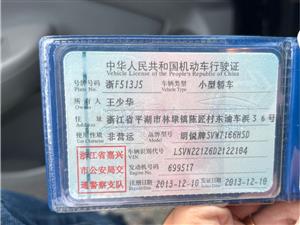 中华人民共和国机动车行驶证
Vehicle License of the People's Republic of China
号牌号码 浙F513J5 车辆类型 小型轿车
Plate No. Vehicle Type
所有人 王少华
Owner
住址 浙江省平湖市林埭镇陈匠村东油车浜36号
Address
使用性质 非营运 品牌型号 明锐牌SVW7166HSD
Use Character Model
浙江省嘉兴市公安局交通警察支队
车辆识别代号 LSVN221Z6D2122104
VIN
发动机号码 699517
Engine No.
注册日期 2013-12-10 发证日期 2013-12-10
Register Date Issue Date